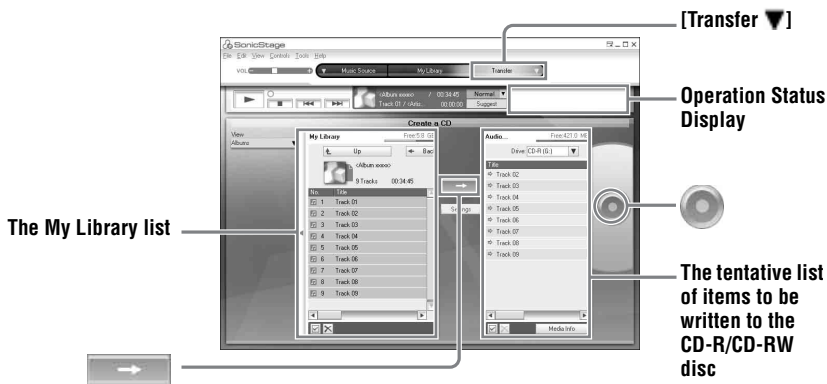 [Transfer ▼]
SonicStage
File Edit View Controls Tools Help
VOL
Music Source
My Library
Transfer
<Album xxxxx> / 00:34:45
Normal
Track 01 / <Artis... 00:00:00
Suggest
Operation Status
Display
Create a CD
View
Albums
My Library
Free:5.8 GB
Up
Bac
<Album xxxxx>
9 Tracks 00:34:45
No. Title
1 Track 01
2 Track 02
3 Track 03
4 Track 04
5 Track 05
6 Track 06
7 Track 07
8 Track 08
9 Track 09
Settings
Audio... Free:421.0 MB
Drive CD-R (G:)
Title
Track 02
Track 03
Track 04
Track 05
Track 06
Track 07
Track 08
Track 09
Media Info
The My Library list
The tentative list
of items to be
written to the
CD-R/CD-RW
disc